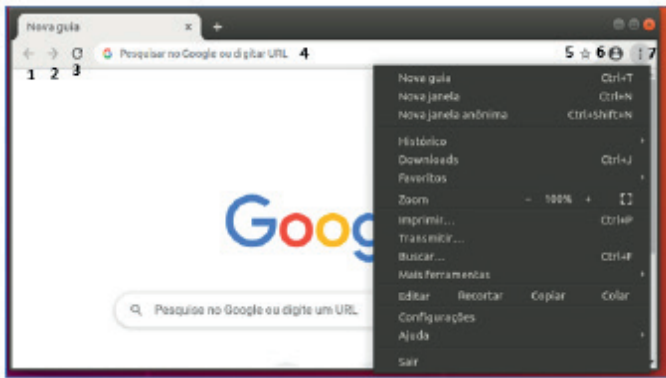 Nova guia x +
4 Pesquisar no Google ou digitar URL 5 6 7
1 2 3
Nova guia Ctrl+T
Nova janela Ctrl+N
Nova janela anônima Ctrl+Shift+N
Histórico
Downloads Ctrl+J
Favoritos
Zoom - 100% +
Imprimir... Ctrl+P
Transmitir...
Buscar... Ctrl+F
Mais ferramentas
Editar Recortar Copiar Colar
Configurações
Ajuda
Sair
Goog
Pesquise no Google ou digite um URL